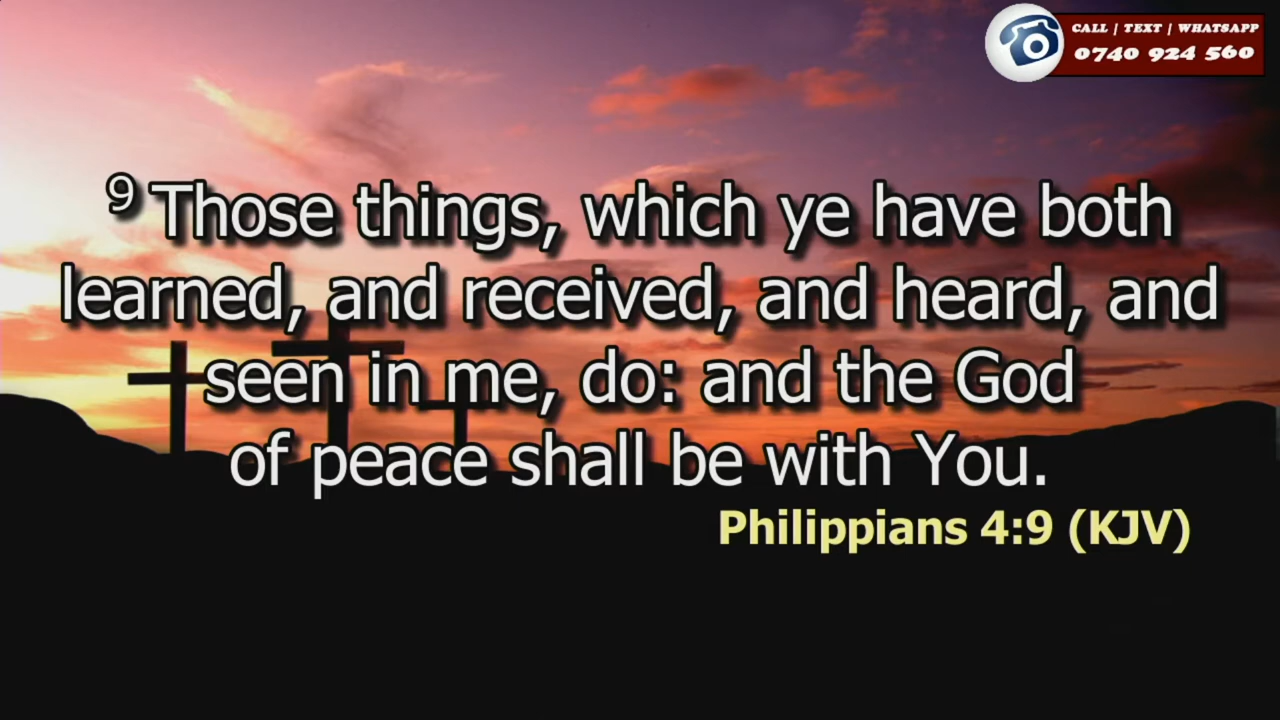 CALL | TEXT | WHATSAPP
0740 924 560
9 Those things, which ye have both
learned, and received, and heard, and
seen in me, do: and the God
of peace shall be with You.
Philippians 4:9 (KJV)